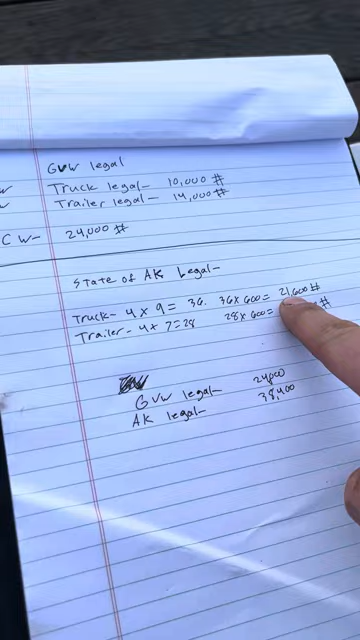 GVW legal
W Truck legal— 10,000 #
W Trailer legal— 14,000 #
CW— 24,000 #
State of AK Legal—
Truck— 4 x 9 = 36. 36 x 600 = 21,600 #
Trailer— 4 x 7 = 28 28 x 600 = #
GVW legal— 24,000
AK legal— 38,400